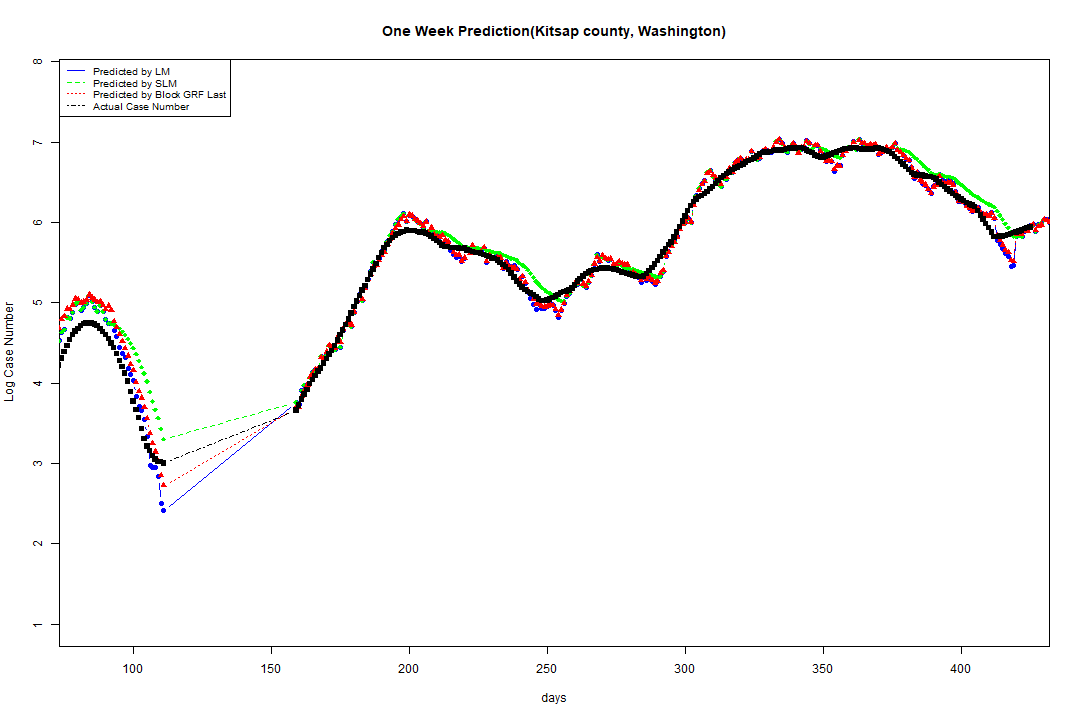 One Week Prediction(Kitsap county, Washington)
Predicted by LM
Predicted by SLM
Predicted by Block GRF Last
Actual Case Number
Log Case Number
8
7
6
5
4
3
2
1
100 150 200 250 300 350 400
days